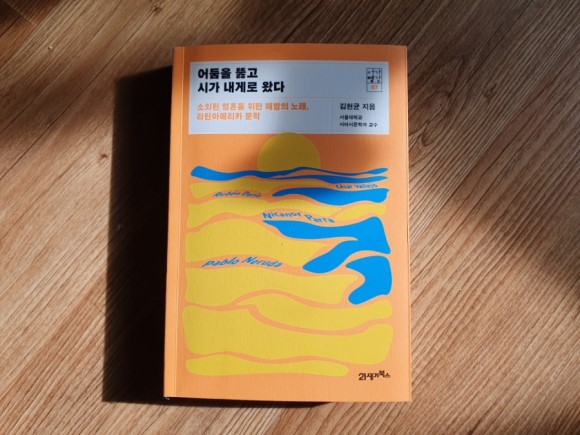 어둠을 뚫고
시가 내게로 왔다
소외된 영혼을 위한 해방의 노래,
라틴아메리카 문학
김현균 지음
서울대학교
서어서문학과 교수
07
César Vallejo
Rubén Darío
Nicanor Parra
Pablo Neruda
21세기북스